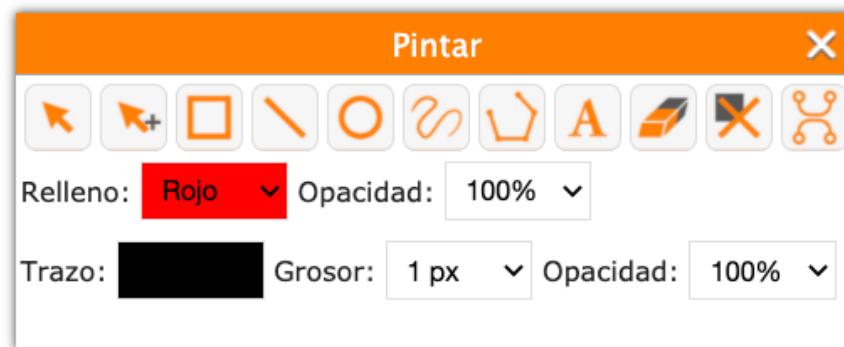 Pintar
A
Relleno: Rojo Opacidad: 100%
Trazo: Grosor: 1 px Opacidad: 100%